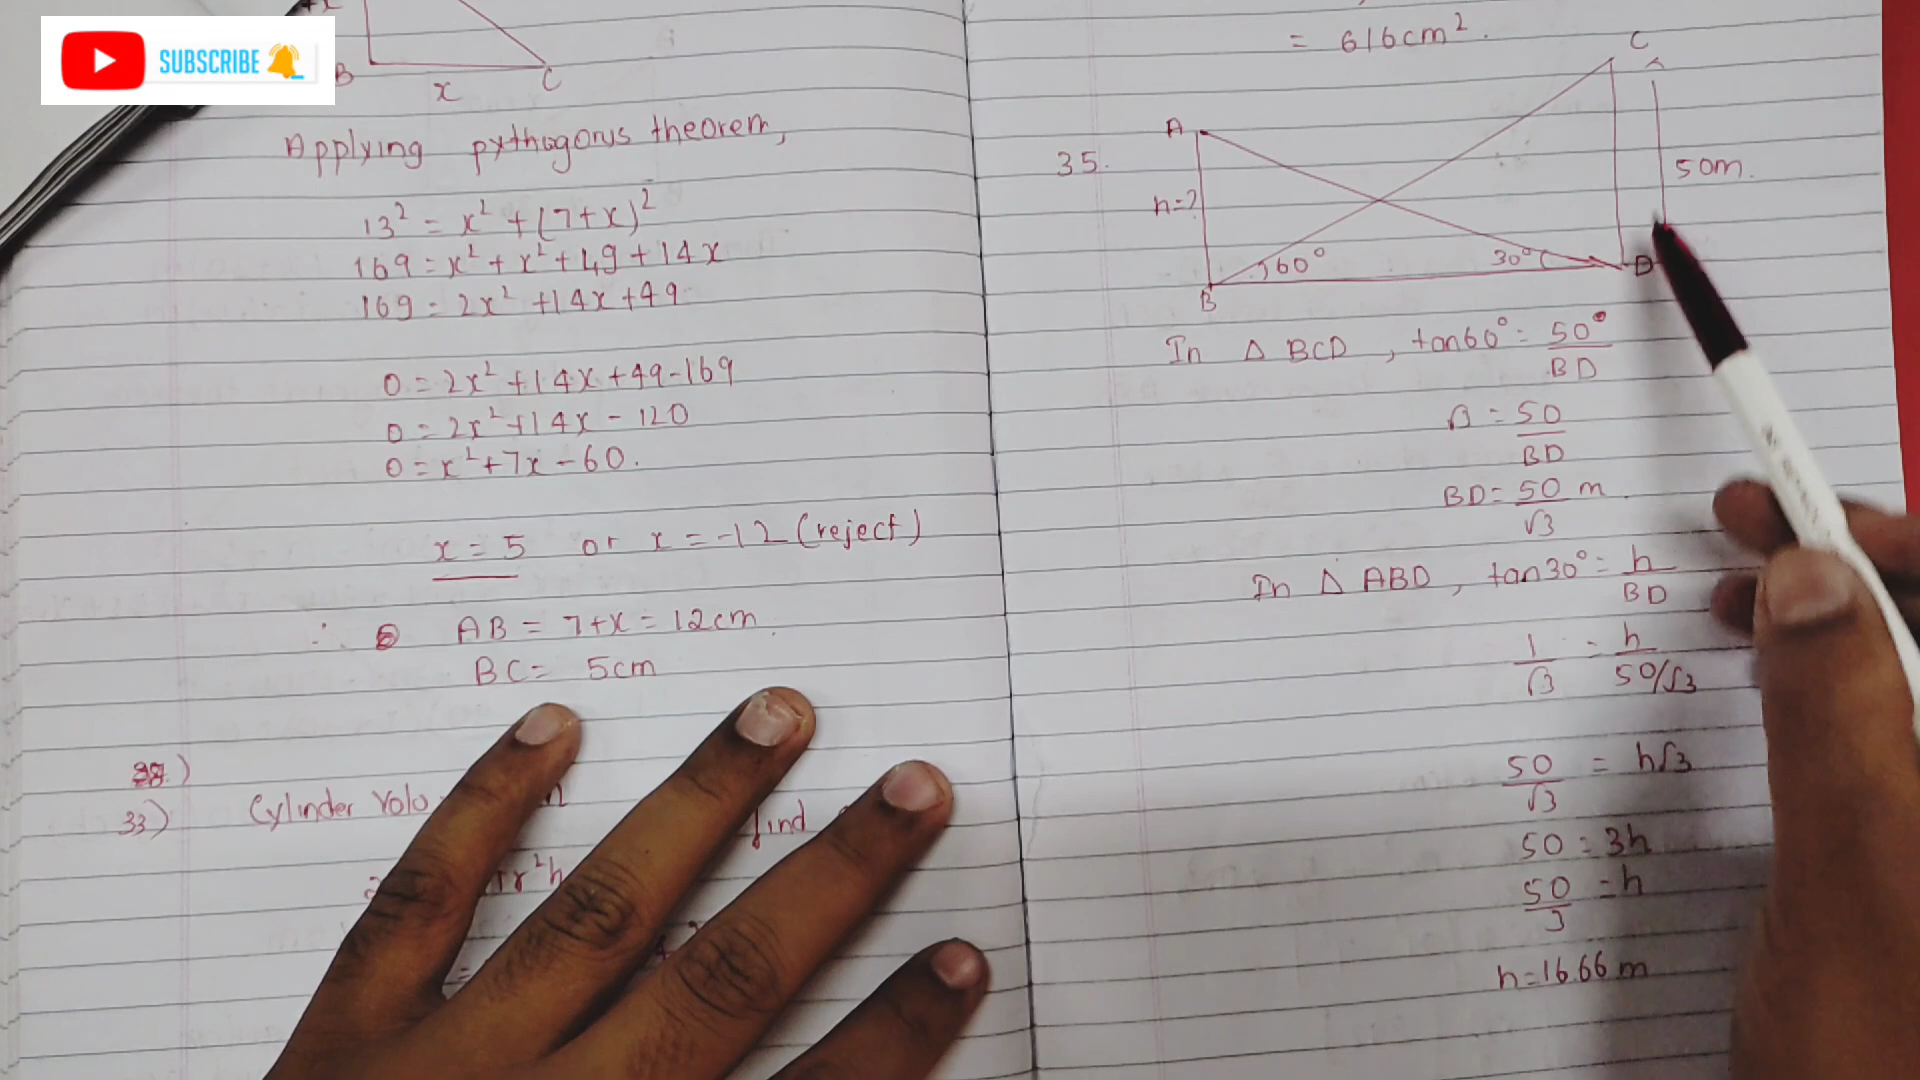 SUBSCRIBE
B
x
C
Applying pythagorus theorem,
13² = x² + (7+x)²
169 = x² + x² + 49 + 14x
169 = 2x² + 14x + 49
0 = 2x² + 14x + 49 - 169
0 = 2x² + 14x - 120
0 = x² + 7x - 60.
x = 5 or x = -12 (reject)
∴ AB = 7+x = 12cm
BC = 5cm
33)
Cylinder Volu
find
r²h
= 616cm².
35.
A
C
h=?
50m.
60°
30°
B
D
In △ BCD, tan60° = 50/BD
√3 = 50/BD
BD = 50/√3 m.
In △ ABD, tan30° = h/BD
1/√3 = h/50/√3
50/√3 = h√3
50 = 3h
50/3 = h
h = 16.66 m